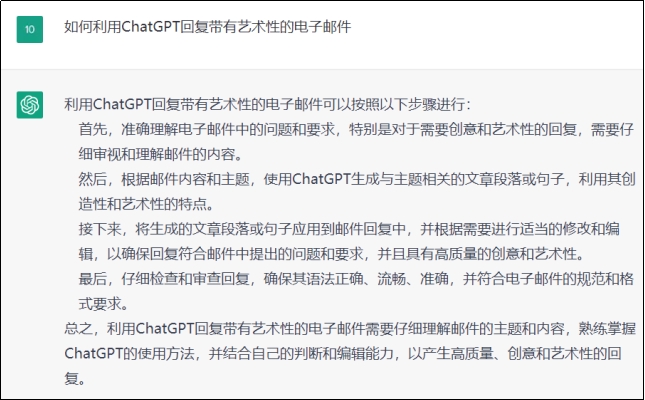 10
如何利用ChatGPT回复带有艺术性的电子邮件
利用ChatGPT回复带有艺术性的电子邮件可以按照以下步骤进行：
首先，准确理解电子邮件中的问题和要求，特别是对于需要创意和艺术性的回复，需要仔
细审视和理解邮件的内容。
然后，根据邮件内容和主题，使用ChatGPT生成与主题相关的文章段落或句子，利用其创
造性和艺术性的特点。
接下来，将生成的文章段落或句子应用到邮件回复中，并根据需要进行适当的修改和编
辑，以确保回复符合邮件中提出的问题和要求，并且具有高质量的创意和艺术性。
最后，仔细检查和审查回复，确保其语法正确、流畅、准确，并符合电子邮件的规范和格
式要求。
总之，利用ChatGPT回复带有艺术性的电子邮件需要仔细理解邮件的主题和内容，熟练掌握
ChatGPT的使用方法，并结合自己的判断和编辑能力，以产生高质量、创意和艺术性的回
复。